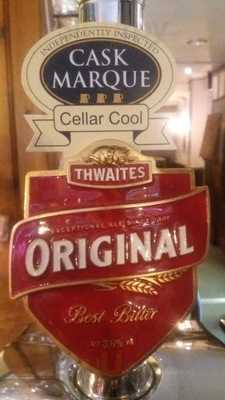 INDEPENDENTLY INSPECTED
CASK
MARQUE
Cellar Cool
THWAITES
ORIGINAL
Best Bitter